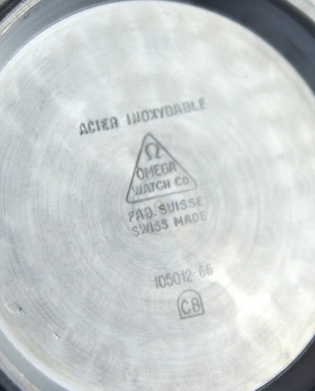 ACIER INOXYDABLE
Ω
OMEGA
WATCH Co
FAB. SUISSE
SWISS MADE
105012-66
CB